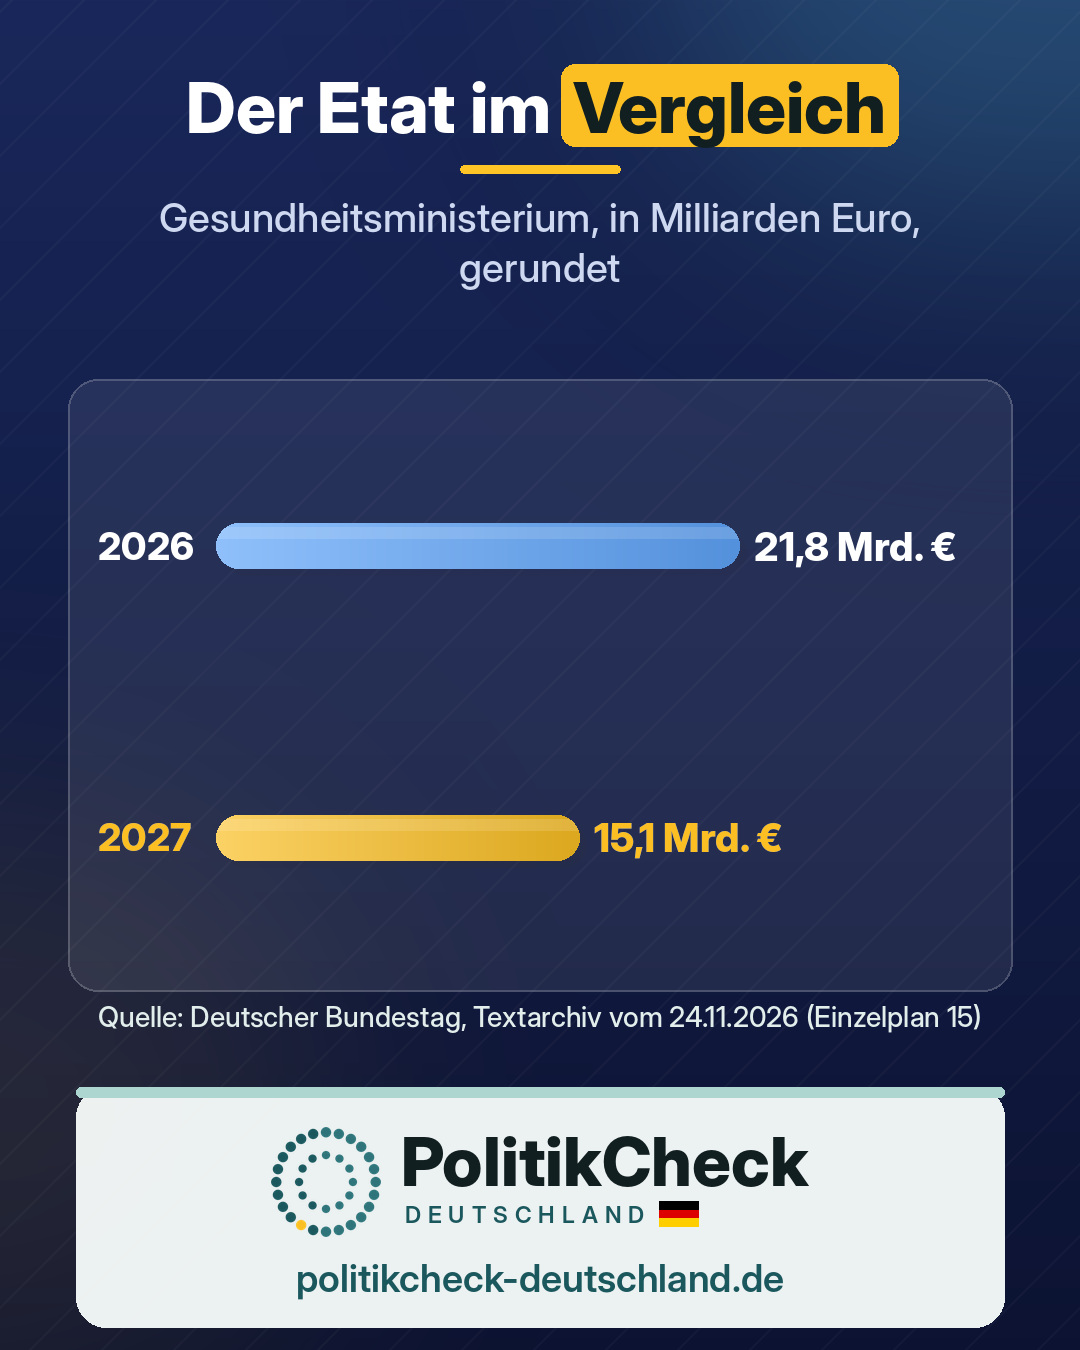 Der Etat im Vergleich
Gesundheitsministerium, in Milliarden Euro,
gerundet
2026 21,8 Mrd. €
2027 15,1 Mrd. €
Quelle: Deutscher Bundestag, Textarchiv vom 24.11.2026 (Einzelplan 15)
PolitikCheck
DEUTSCHLAND
politikcheck-deutschland.de